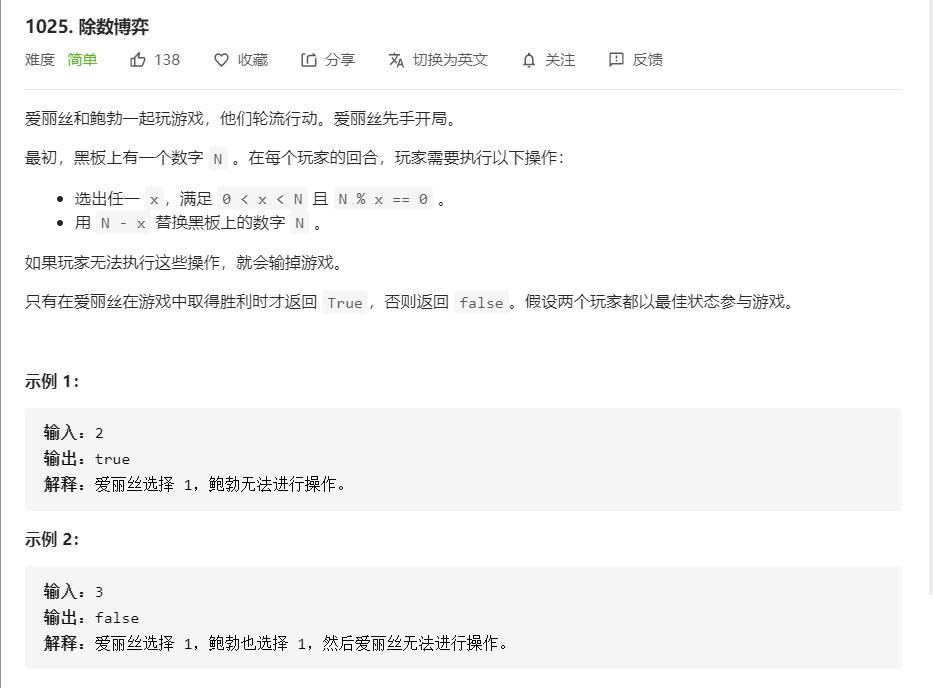 1025. 除数博弈
难度 简单 138 收藏 分享 切换为英文 关注 反馈
爱丽丝和鲍勃一起玩游戏，他们轮流行动。爱丽丝先手开局。
最初，黑板上有一个数字 N 。在每个玩家的回合，玩家需要执行以下操作：
• 选出任一 x，满足 0 < x < N 且 N % x == 0 。
• 用 N - x 替换黑板上的数字 N 。
如果玩家无法执行这些操作，就会输掉游戏。
只有在爱丽丝在游戏中取得胜利时才返回 True，否则返回 false。假设两个玩家都以最佳状态参与游戏。
示例 1：
输入：2
输出：true
解释：爱丽丝选择 1，鲍勃无法进行操作。
示例 2：
输入：3
输出：false
解释：爱丽丝选择 1，鲍勃也选择 1，然后爱丽丝无法进行操作。